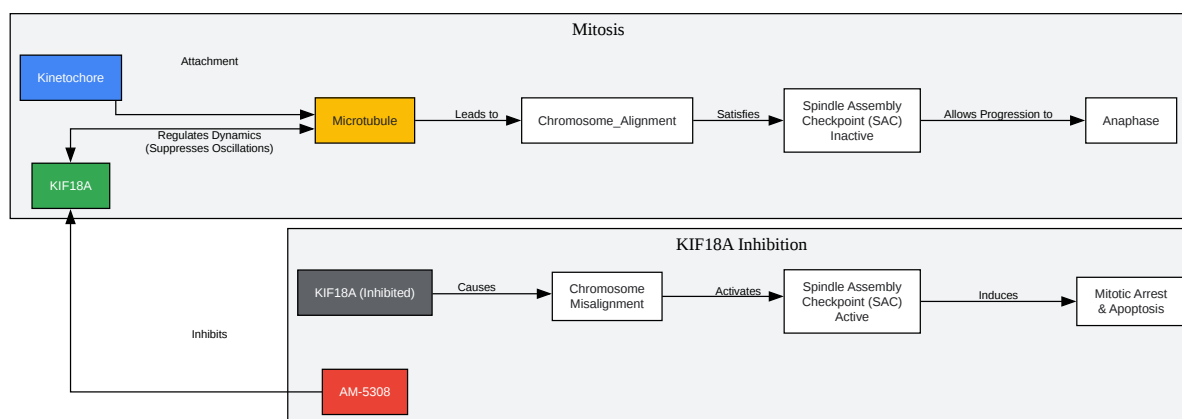 Mitosis
Attachment
Kinetochore
Microtubule
Leads to
Chromosome_Alignment
Satisfies
Spindle Assembly
Checkpoint (SAC)
Inactive
Allows Progression to
Anaphase
Regulates Dynamics
(Suppresses Oscillations)
KIF18A
KIF18A Inhibition
KIF18A (Inhibited)
Causes
Chromosome
Misalignment
Activates
Spindle Assembly
Checkpoint (SAC)
Active
Induces
Mitotic Arrest
& Apoptosis
Inhibits
AM-5308